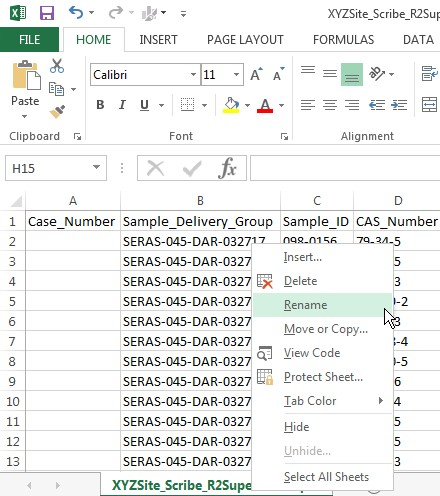 XYZSite_Scribe_R2Sup
FILE HOME INSERT PAGE LAYOUT FORMULAS DATA
Paste
Calibri 11 A A
B I U A
Clipboard Font Alignment
H15 fx
A B C D
1 Case_Number Sample_Delivery_Group Sample_ID CAS_Number
2 SERAS-045-DAR-032717 098-0156 79-34-5
3 SERAS-045-DAR-0327 5
4 SERAS-045-DAR-0327 3
5 SERAS-045-DAR-0327 -2
6 SERAS-045-DAR-0327 3
7 SERAS-045-DAR-0327 -4
8 SERAS-045-DAR-0327 -5
9 SERAS-045-DAR-0327 6
10 SERAS-045-DAR-0327 4
11 SERAS-045-DAR-0327 5
12 SERAS-045-DAR-0327 5
13 SERAS-045-DAR-0327 3
Insert...
Delete
Rename
Move or Copy...
View Code
Protect Sheet...
Tab Color
Hide
Unhide...
Select All Sheets
XYZSite_Scribe_R2Supe